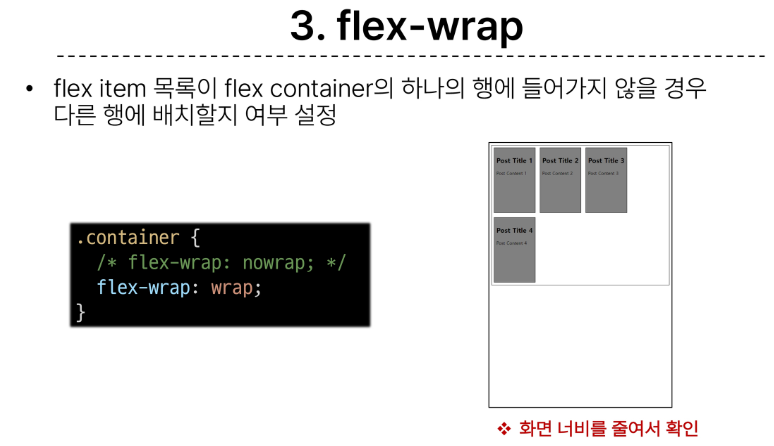 3. flex-wrap
• flex item 목록이 flex container의 하나의 행에 들어가지 않을 경우
다른 행에 배치할지 여부 설정
.container {
/* flex-wrap: nowrap; */
flex-wrap: wrap;
}
Post Title 1 Post Title 2 Post Title 3
Post Content 1 Post Content 2 Post Content 3
Post Title 4
Post Content 4
❖ 화면 너비를 줄여서 확인